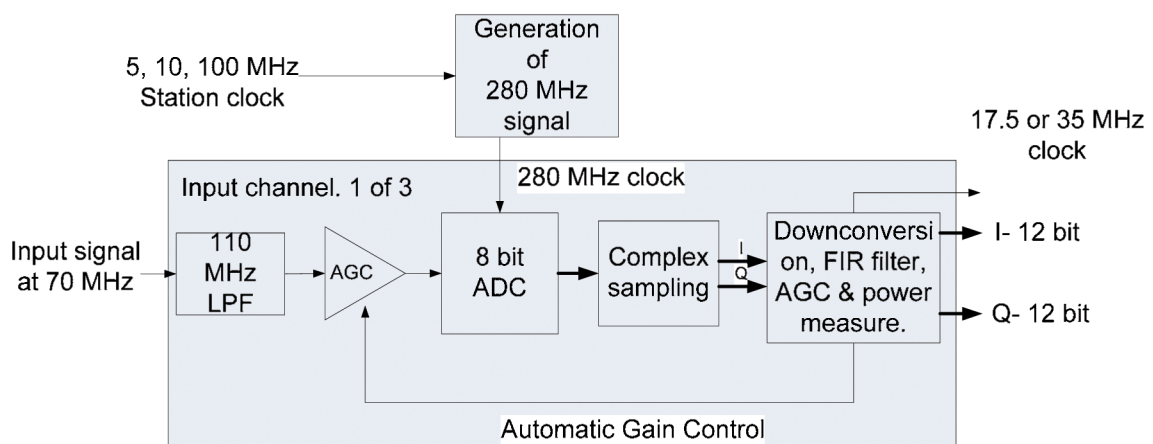 Generation
of
280 MHz
signal
5, 10, 100 MHz
Station clock
17.5 or 35 MHz
clock
280 MHz clock
Input channel. 1 of 3
Input signal
at 70 MHz
110
MHz
LPF
AGC
8 bit
ADC
Complex
sampling
I
Q
Downconversi
on, FIR filter,
AGC & power
measure.
I- 12 bit
Q- 12 bit
Automatic Gain Control